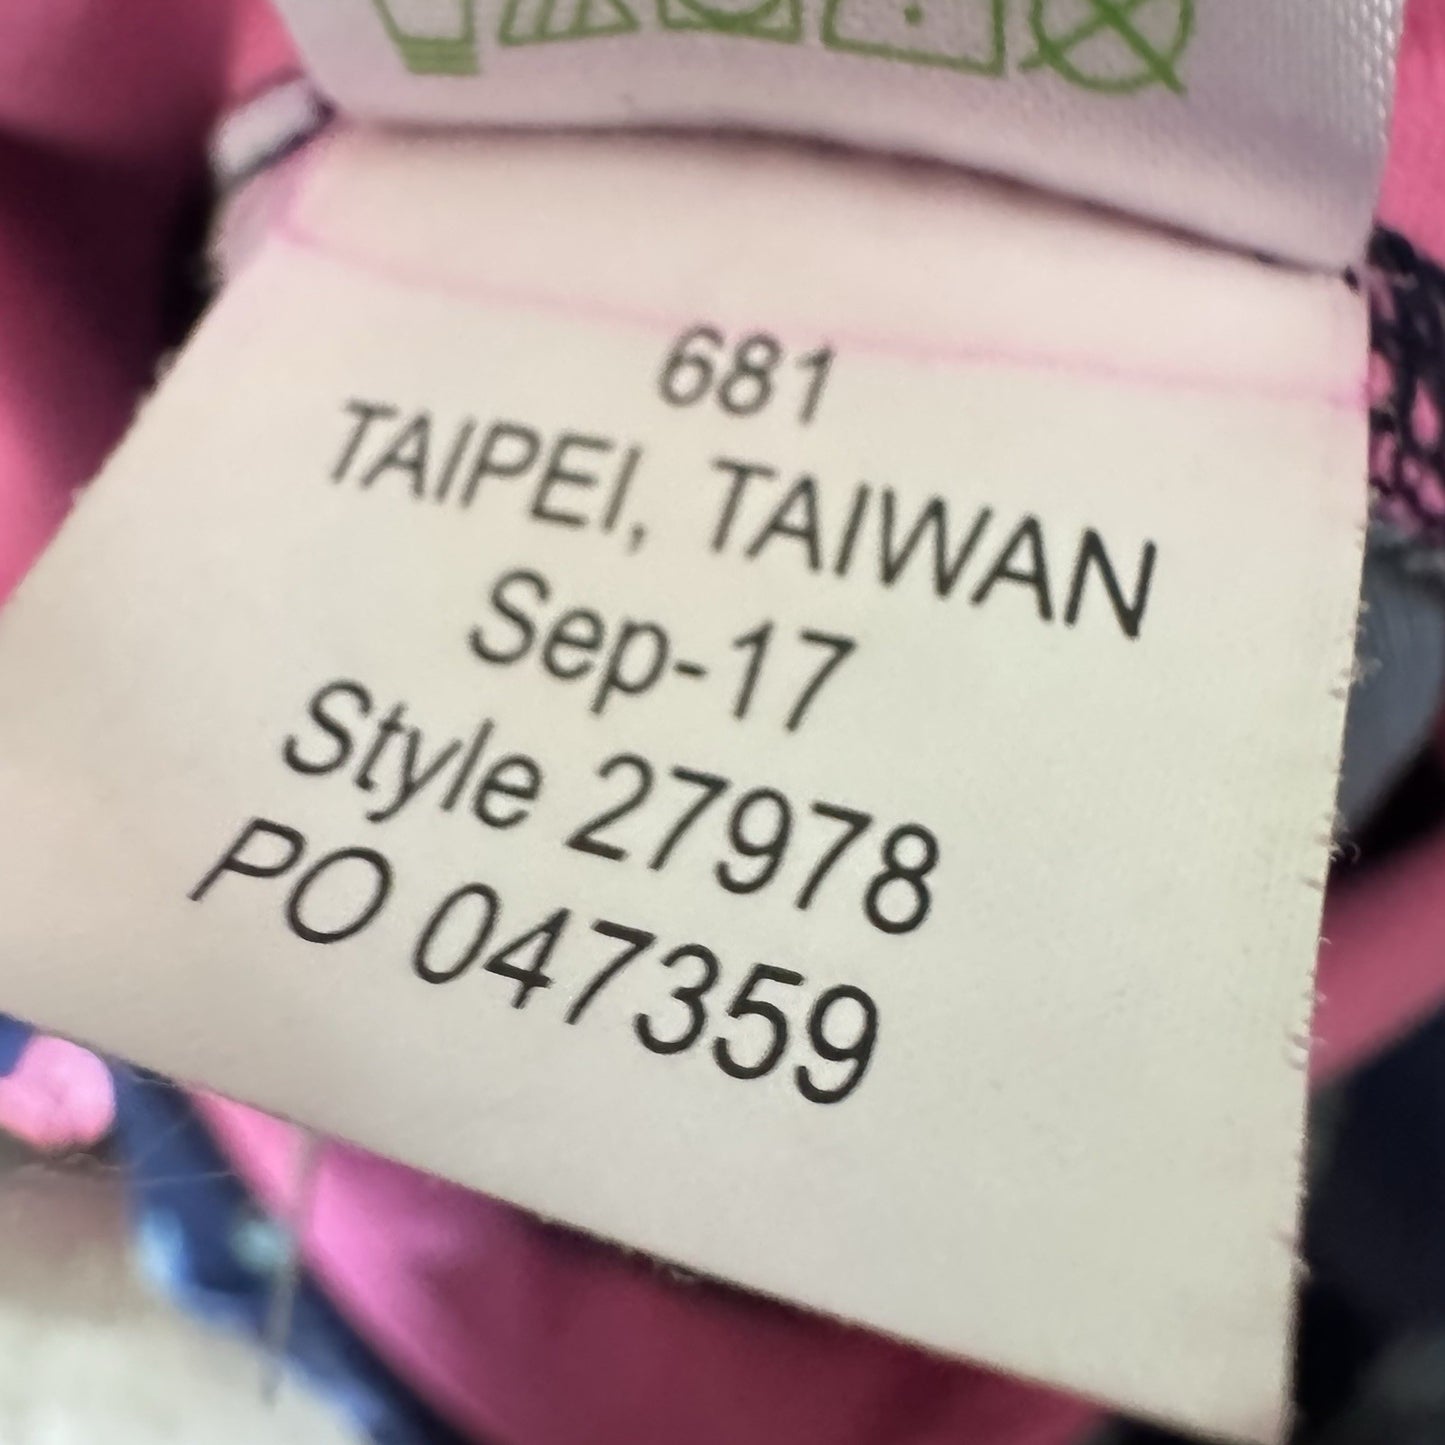 681
TAIPEI, TAIWAN
Sep-17
Style 27978
PO 047359